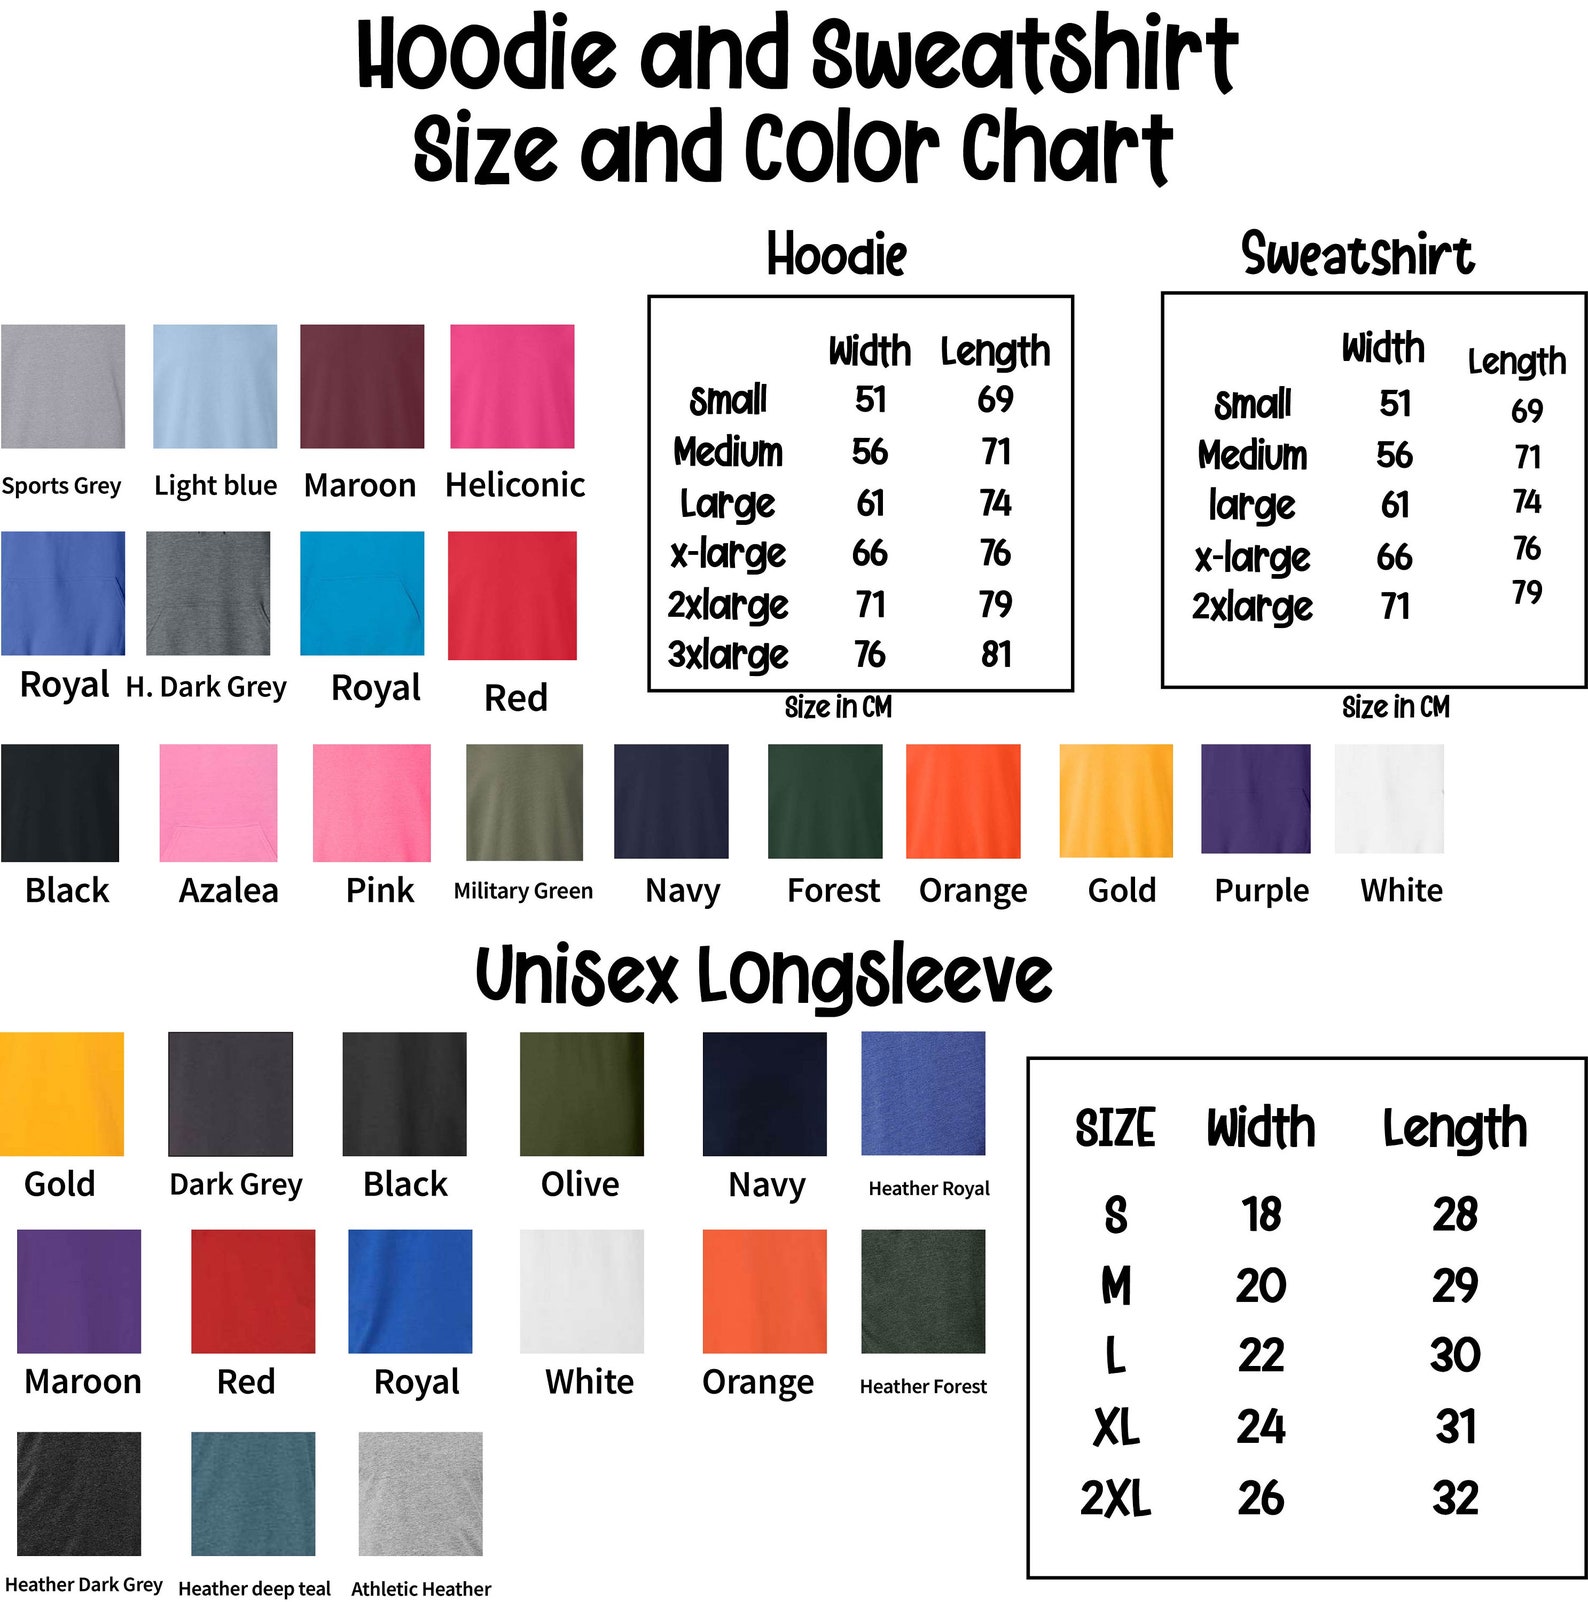 Hoodie and Sweatshirt
Size and Color Chart
Hoodie
Width Length
Small 51 69
Medium 56 71
Large 61 74
x-large 66 76
2xlarge 71 79
3xlarge 76 81
Size in CM
Sweatshirt
Width Length
Small 51 69
Medium 56 71
large 61 74
x-large 66 76
2xlarge 71 79
Size in CM
Sports Grey Light blue Maroon Heliconic
Royal H. Dark Grey Royal Red
Black Azalea Pink Military Green Navy Forest Orange Gold Purple White
Unisex Longsleeve
Gold Dark Grey Black Olive Navy Heather Royal
Maroon Red Royal White Orange Heather Forest
Heather Dark Grey Heather deep teal Athletic Heather
SIZE Width Length
S 18 28
M 20 29
L 22 30
XL 24 31
2XL 26 32